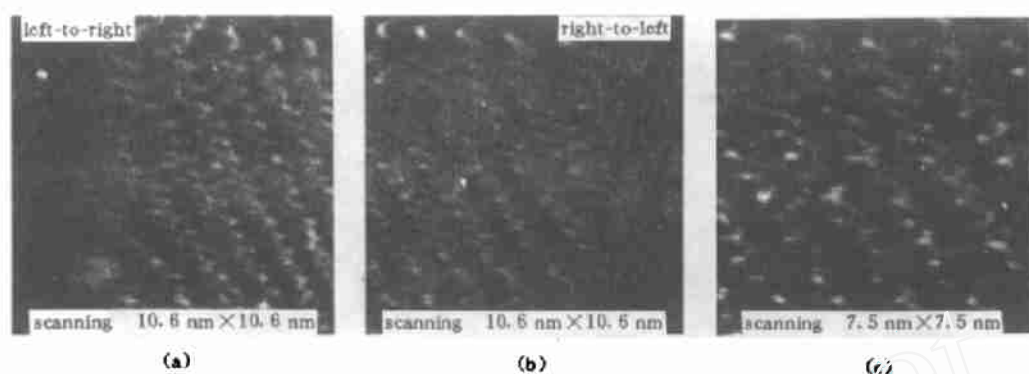 left-to-right
right-to-left
scanning 10.6 nm×10.6 nm
scanning 10.6 nm×10.6 nm
scanning 7.5 nm×7.5 nm
(a)
(b)
(c)